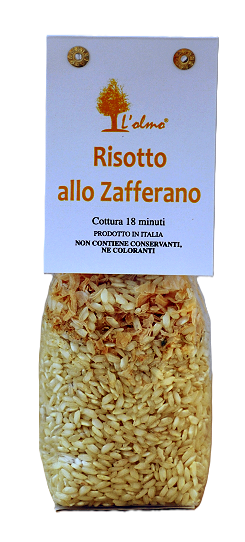 L'olmo®
Risotto
allo Zafferano
Cottura 18 minuti
PRODOTTO IN ITALIA
NON CONTIENE CONSERVANTI,
NE COLORANTI